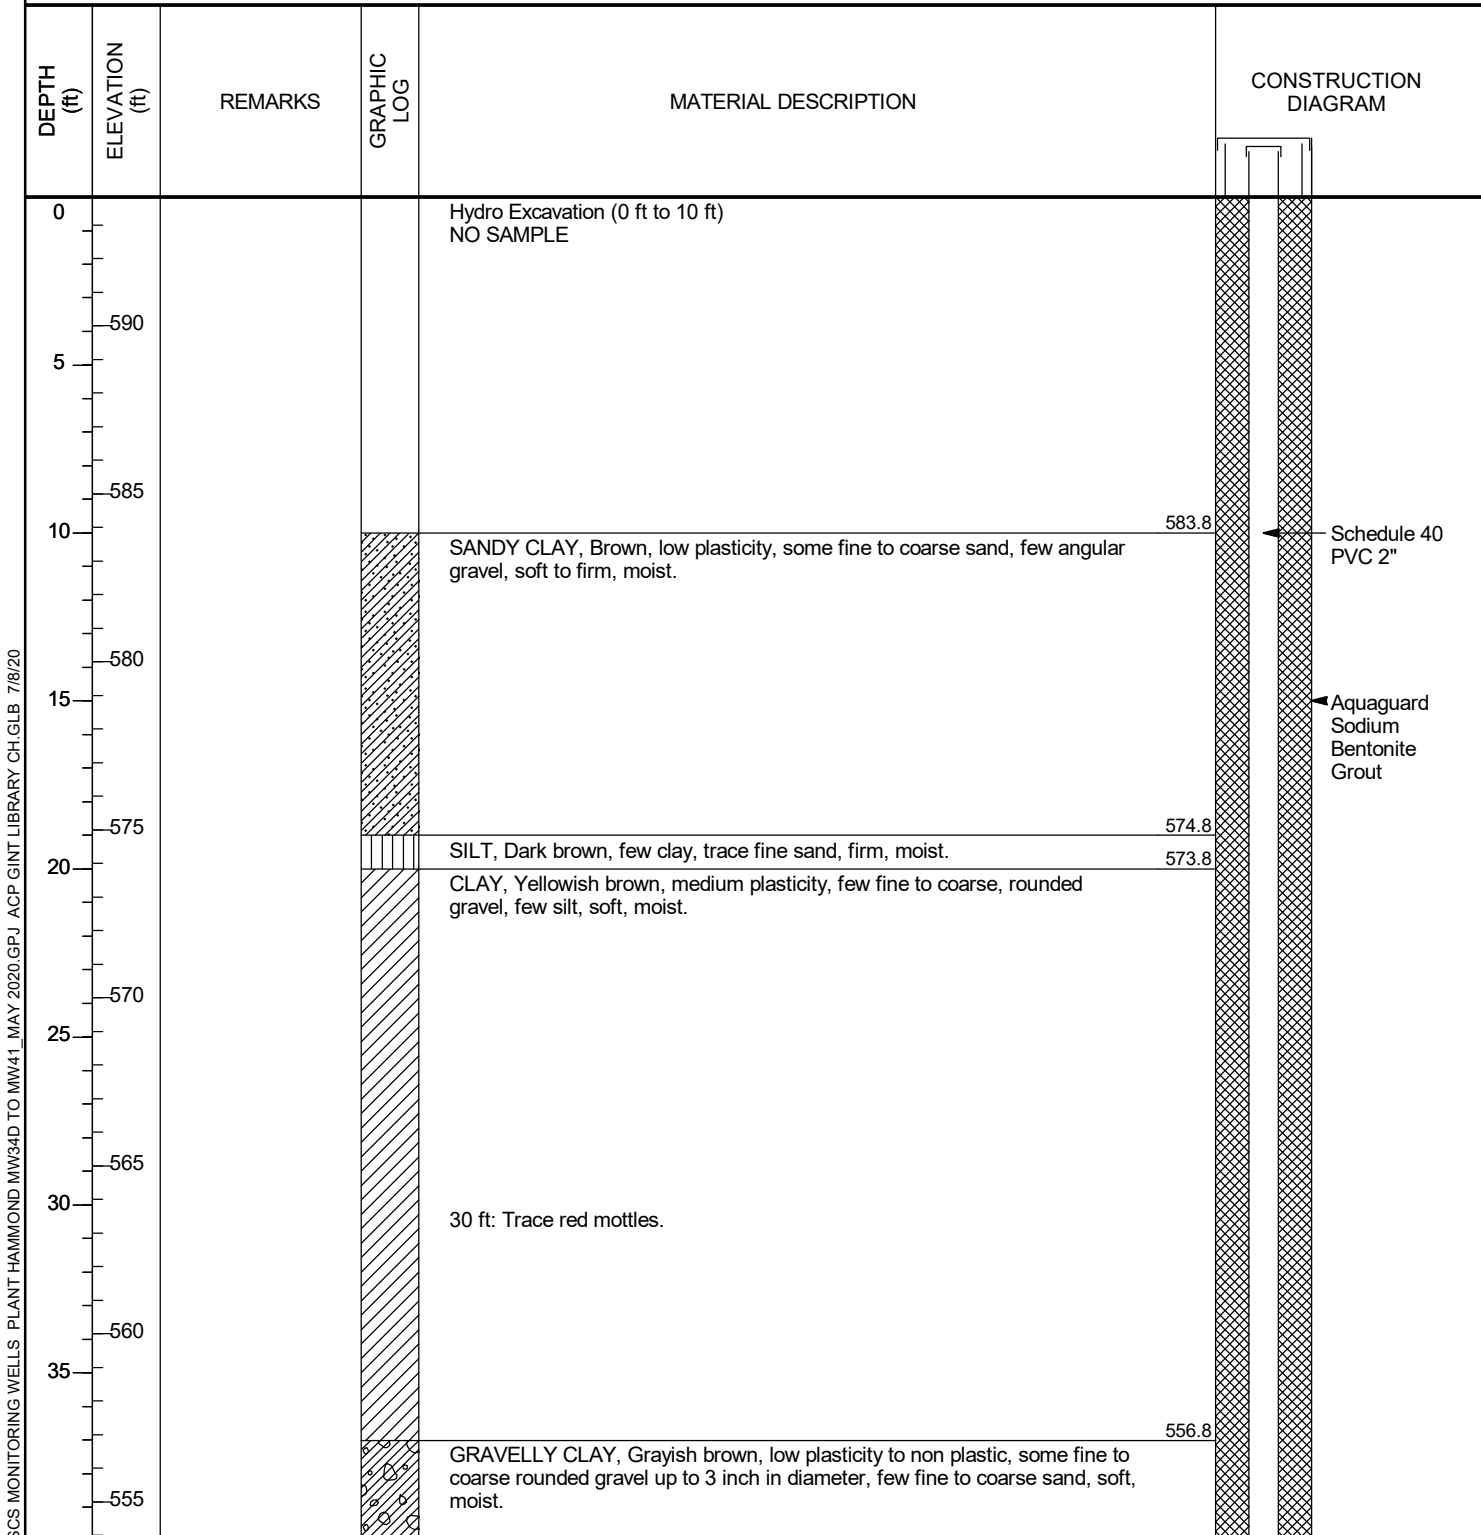 DEPTH
(ft)
ELEVATION
(ft)
REMARKS
GRAPHIC
LOG
MATERIAL DESCRIPTION
CONSTRUCTION
DIAGRAM
0
Hydro Excavation (0 ft to 10 ft)
NO SAMPLE
590
5
585
583.8
10
Schedule 40
PVC 2"
SANDY CLAY, Brown, low plasticity, some fine to coarse sand, few angular
gravel, soft to firm, moist.
580
15
Aquaguard
Sodium
Bentonite
Grout
575
574.8
SILT, Dark brown, few clay, trace fine sand, firm, moist.
573.8
20
CLAY, Yellowish brown, medium plasticity, few fine to coarse, rounded
gravel, few silt, soft, moist.
570
25
565
30
30 ft: Trace red mottles.
560
35
556.8
GRAVELLY CLAY, Grayish brown, low plasticity to non plastic, some fine to
coarse rounded gravel up to 3 inch in diameter, few fine to coarse sand, soft,
moist.
555
SCS MONITORING WELLS PLANT HAMMOND MW34D TO MW41_MAY 2020.GPJ ACP GINT LIBRARY CH.GLB 7/8/20